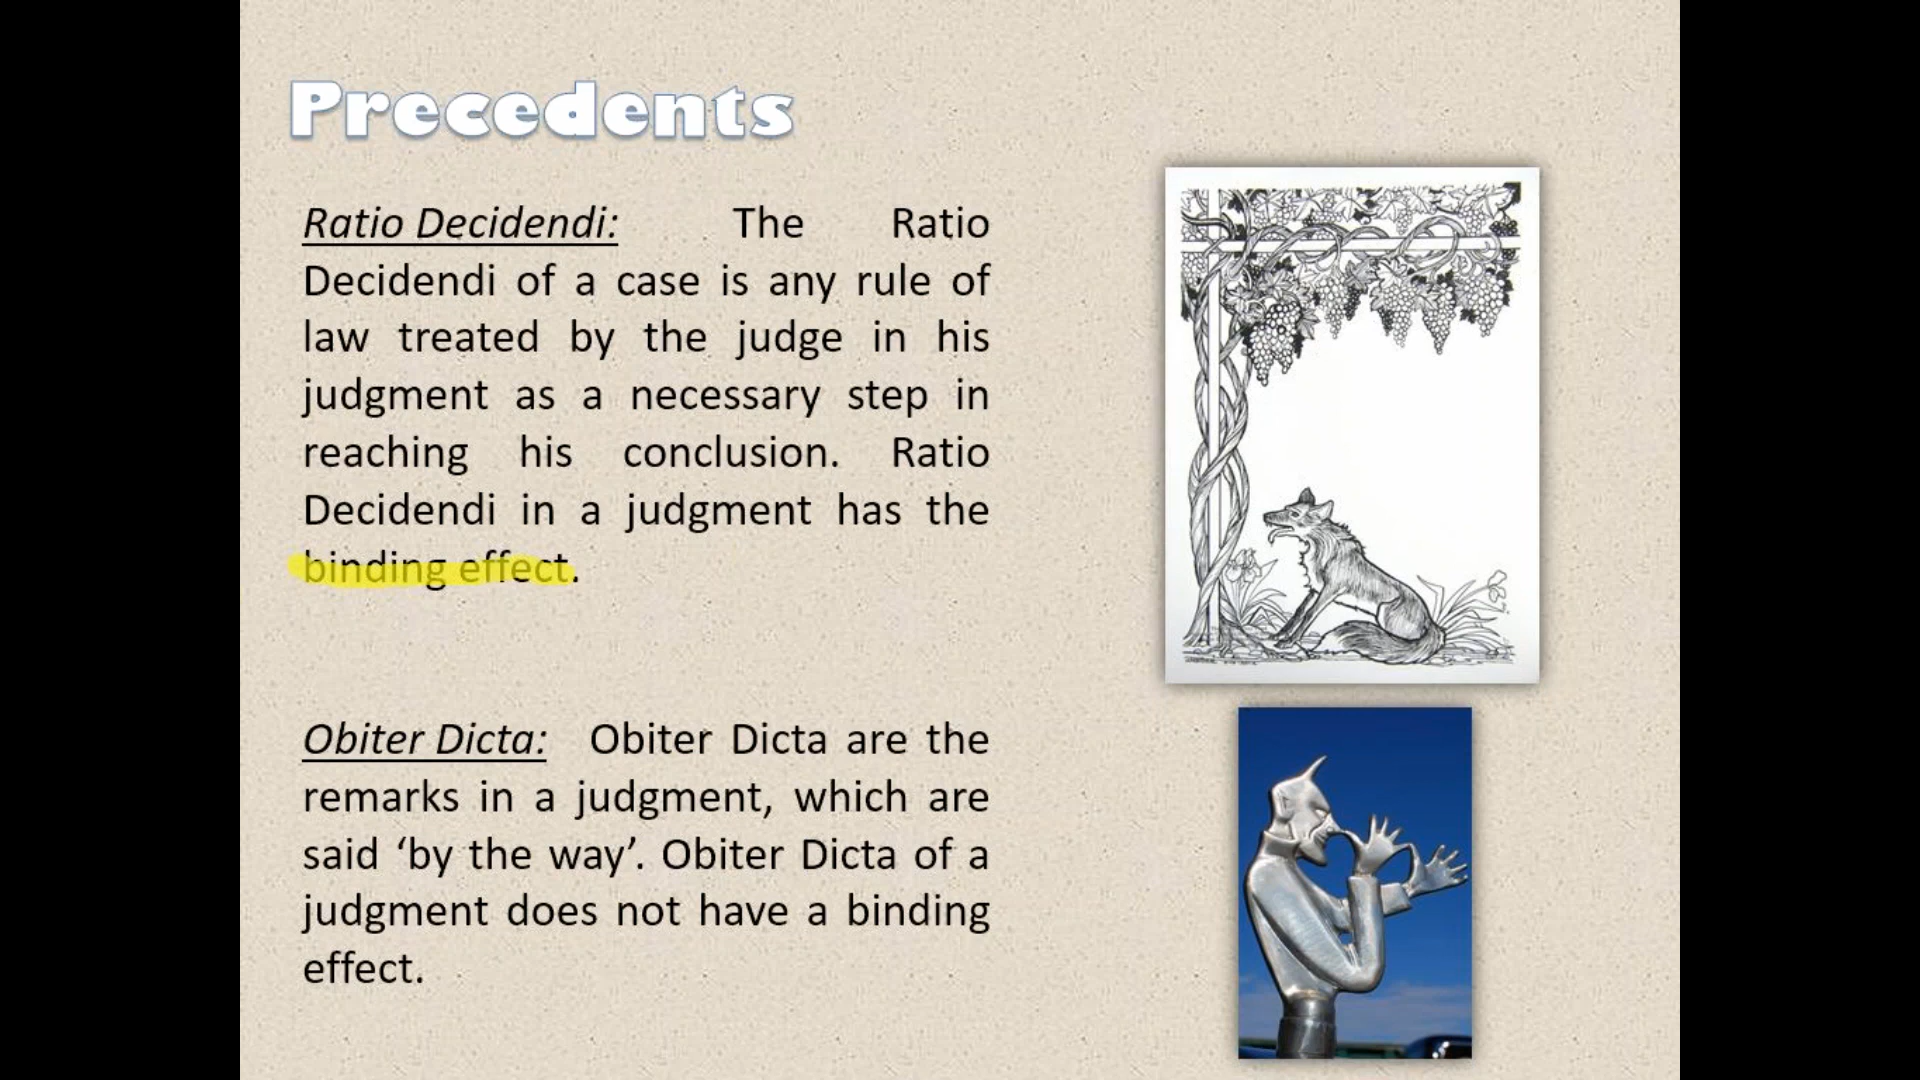 Precedents
Ratio Decidendi: The Ratio
Decidendi of a case is any rule of
law treated by the judge in his
judgment as a necessary step in
reaching his conclusion. Ratio
Decidendi in a judgment has the
binding effect.
Obiter Dicta: Obiter Dicta are the
remarks in a judgment, which are
said ‘by the way’. Obiter Dicta of a
judgment does not have a binding
effect.